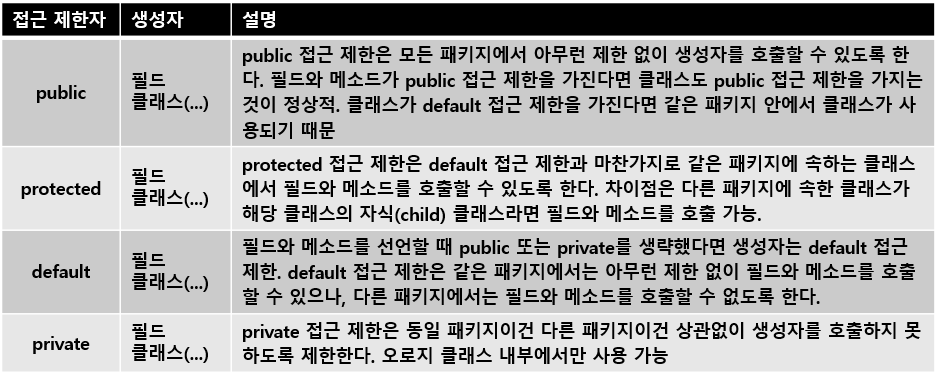 접근 제한자 생성자 설명
public
필드
클래스(...)
public 접근 제한은 모든 패키지에서 아무런 제한 없이 생성자를 호출할 수 있도록 한
다. 필드와 메소드가 public 접근 제한을 가진다면 클래스도 public 접근 제한을 가지는
것이 정상적. 클래스가 default 접근 제한을 가진다면 같은 패키지 안에서 클래스가 사
용되기 때문
protected
필드
클래스(...)
protected 접근 제한은 default 접근 제한과 마찬가지로 같은 패키지에 속하는 클래스
에서 필드와 메소드를 호출할 수 있도록 한다. 차이점은 다른 패키지에 속한 클래스가
해당 클래스의 자식(child) 클래스라면 필드와 메소드를 호출 가능.
default
필드
클래스(...)
필드와 메소드를 선언할 때 public 또는 private를 생략했다면 생성자는 default 접근
제한. default 접근 제한은 같은 패키지에서는 아무런 제한 없이 필드와 메소드를 호출
할 수 있으나, 다른 패키지에서는 필드와 메소드를 호출할 수 없도록 한다.
private
필드
클래스(...)
private 접근 제한은 동일 패키지이건 다른 패키지이건 상관없이 생성자를 호출하지 못
하도록 제한한다. 오로지 클래스 내부에서만 사용 가능